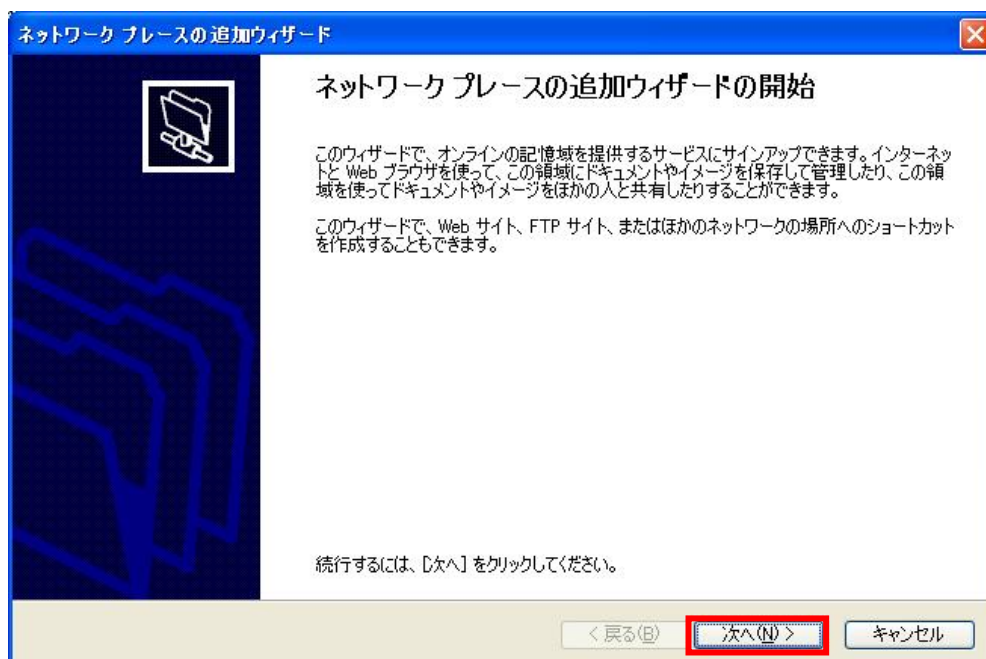 ネットワーク プレースの追加ウィザード
ネットワーク プレースの追加ウィザードの開始
このウィザードで、オンラインの記憶域を提供するサービスにサインアップできます。インターネッ
トと Web ブラウザを使って、この領域にドキュメントやイメージを保存して管理したり、この領
域を使ってドキュメントやイメージをほかの人と共有したりすることができます。
このウィザードで、Web サイト、FTP サイト、またはほかのネットワークの場所へのショートカット
を作成することもできます。
続行するには、[次へ] をクリックしてください。
< 戻る(B)
次へ(N) >
キャンセル